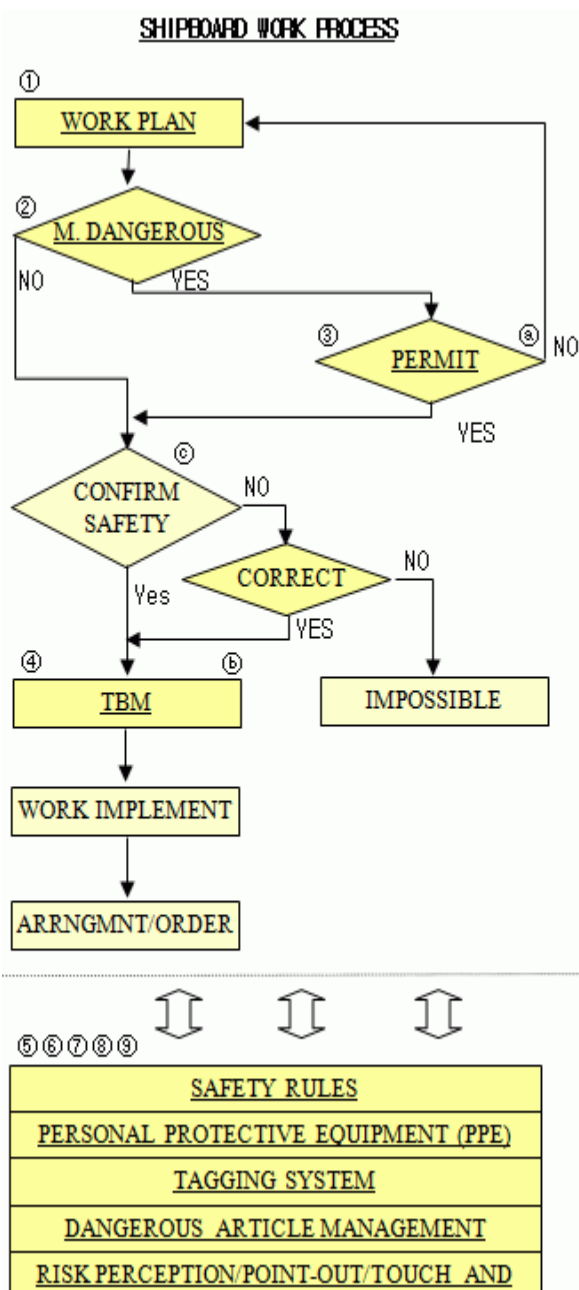 SHIPBOARD WORK PROCESS
①
WORK PLAN
②
M. DANGEROUS
NO
YES
③
ⓐ
NO
PERMIT
YES
ⓒ
CONFIRM
SAFETY
NO
CORRECT
NO
Yes
YES
④
ⓑ
TBM
IMPOSSIBLE
WORK IMPLEMENT
ARRNGMNT/ORDER
⑤⑥⑦⑧⑨
SAFETY RULES
PERSONAL PROTECTIVE EQUIPMENT (PPE)
TAGGING SYSTEM
DANGEROUS ARTICLE MANAGEMENT
RISK PERCEPTION/POINT-OUT/TOUCH AND